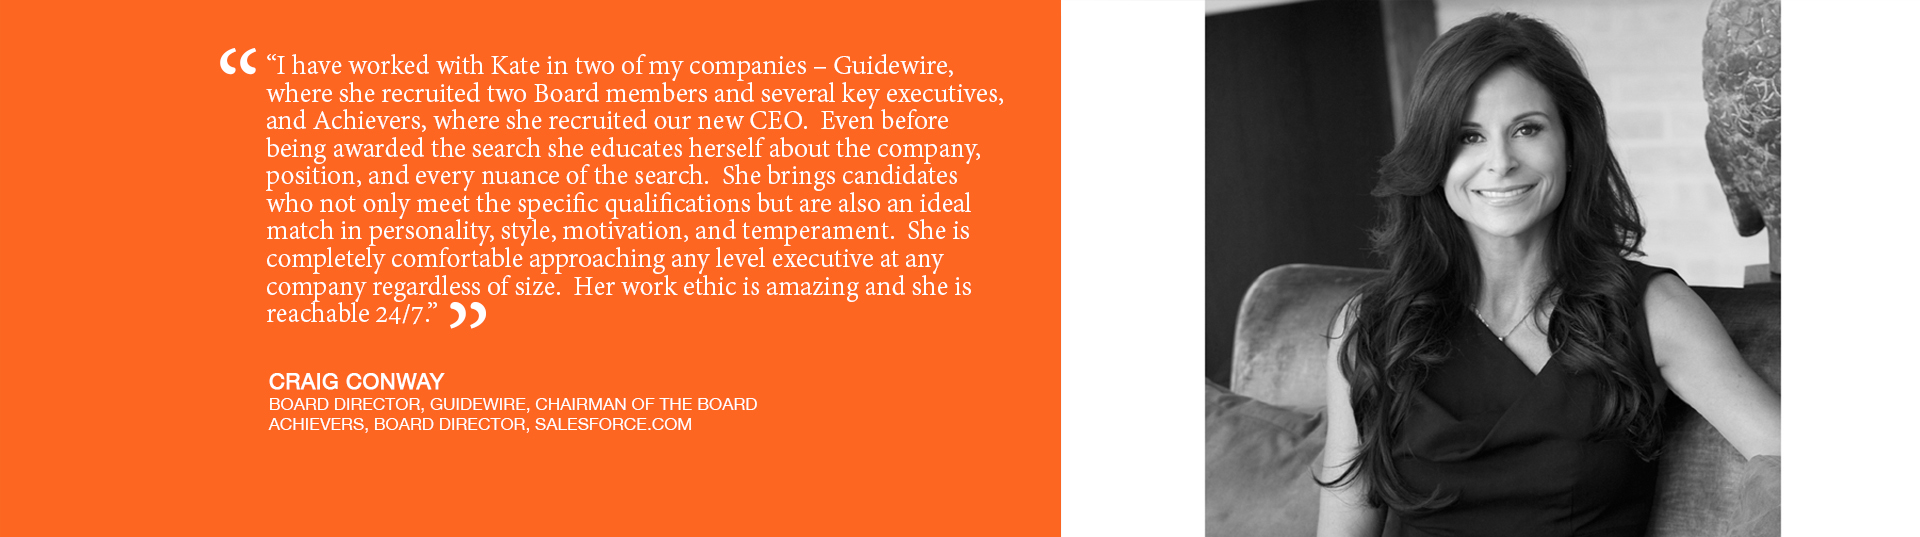 ““I have worked with Kate in two of my companies – Guidewire,
where she recruited two Board members and several key executives,
and Achievers, where she recruited our new CEO.  Even before
being awarded the search she educates herself about the company,
position, and every nuance of the search.  She brings candidates
who not only meet the specific qualifications but are also an ideal
match in personality, style, motivation, and temperament.  She is
completely comfortable approaching any level executive at any
company regardless of size.  Her work ethic is amazing and she is
reachable 24/7.””
CRAIG CONWAY
BOARD DIRECTOR, GUIDEWIRE, CHAIRMAN OF THE BOARD
ACHIEVERS, BOARD DIRECTOR, SALESFORCE.COM